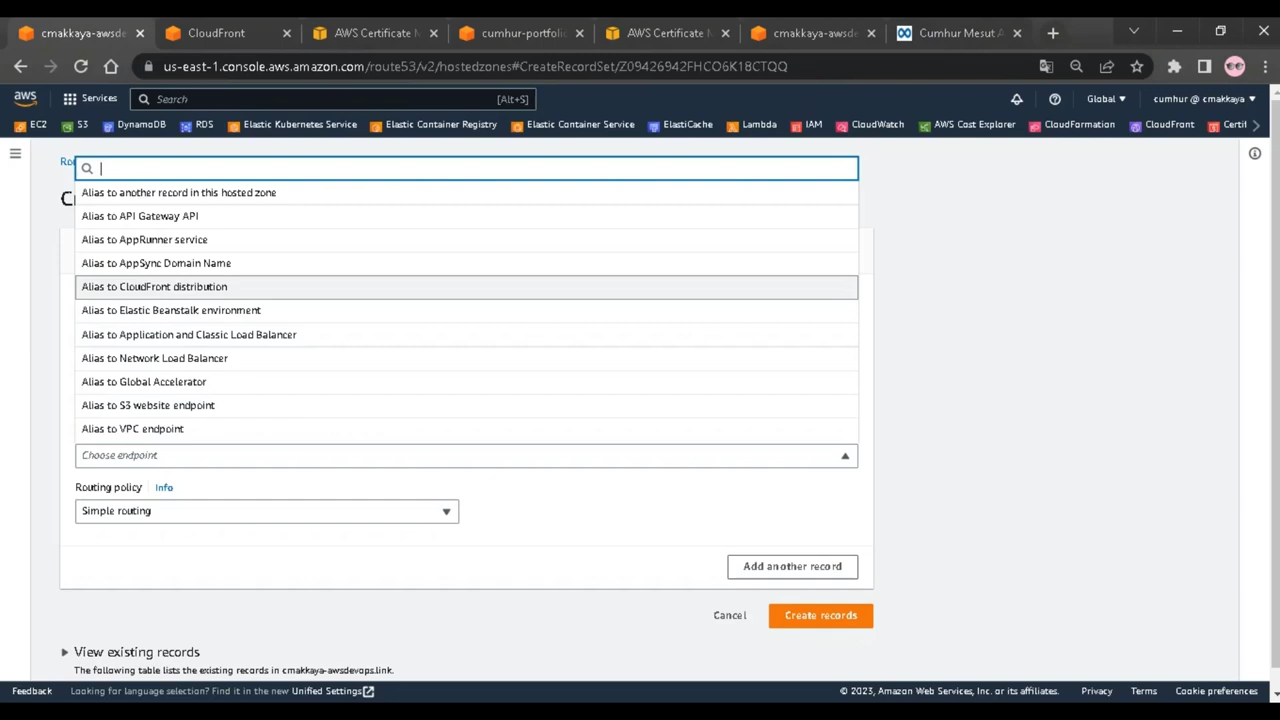 cmakkaya-awsde
CloudFront
AWS Certificate M
cumhur-portfolio
AWS Certificate M
cmakkaya-awsde
Cumhur Mesut A
us-east-1.console.aws.amazon.com/route53/v2/hostedzones#CreateRecordSet/Z09426942FHCO6K18CTQQ
aws
Services
Search
[Alt+S]
Global
cumhur @ cmakkaya
EC2
S3
DynamoDB
RDS
Elastic Kubernetes Service
Elastic Container Registry
Elastic Container Service
ElastiCache
Lambda
IAM
CloudWatch
AWS Cost Explorer
CloudFormation
CloudFront
Certif
Ro
Alias to another record in this hosted zone
Alias to API Gateway API
Alias to AppRunner service
Alias to AppSync Domain Name
Alias to CloudFront distribution
Alias to Elastic Beanstalk environment
Alias to Application and Classic Load Balancer
Alias to Network Load Balancer
Alias to Global Accelerator
Alias to S3 website endpoint
Alias to VPC endpoint
Choose endpoint
Routing policy Info
Simple routing
Add another record
Cancel
Create records
View existing records
The following table lists the existing records in cmakkaya-awsdevops.link.
Feedback
Looking for language selection? Find it in the new Unified Settings
© 2023, Amazon Web Services, Inc. or its affiliates.
Privacy
Terms
Cookie preferences